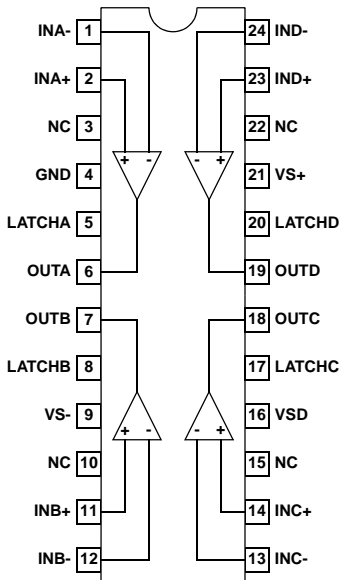 INA- 1 24 IND-
INA+ 2 23 IND+
NC 3 22 NC
+ - - +
GND 4 21 VS+
LATCHA 5 20 LATCHD
OUTA 6 19 OUTD
OUTB 7 18 OUTC
LATCHB 8 17 LATCHC
VS- 9 16 VSD
+ - - +
NC 10 15 NC
INB+ 11 14 INC+
INB- 12 13 INC-